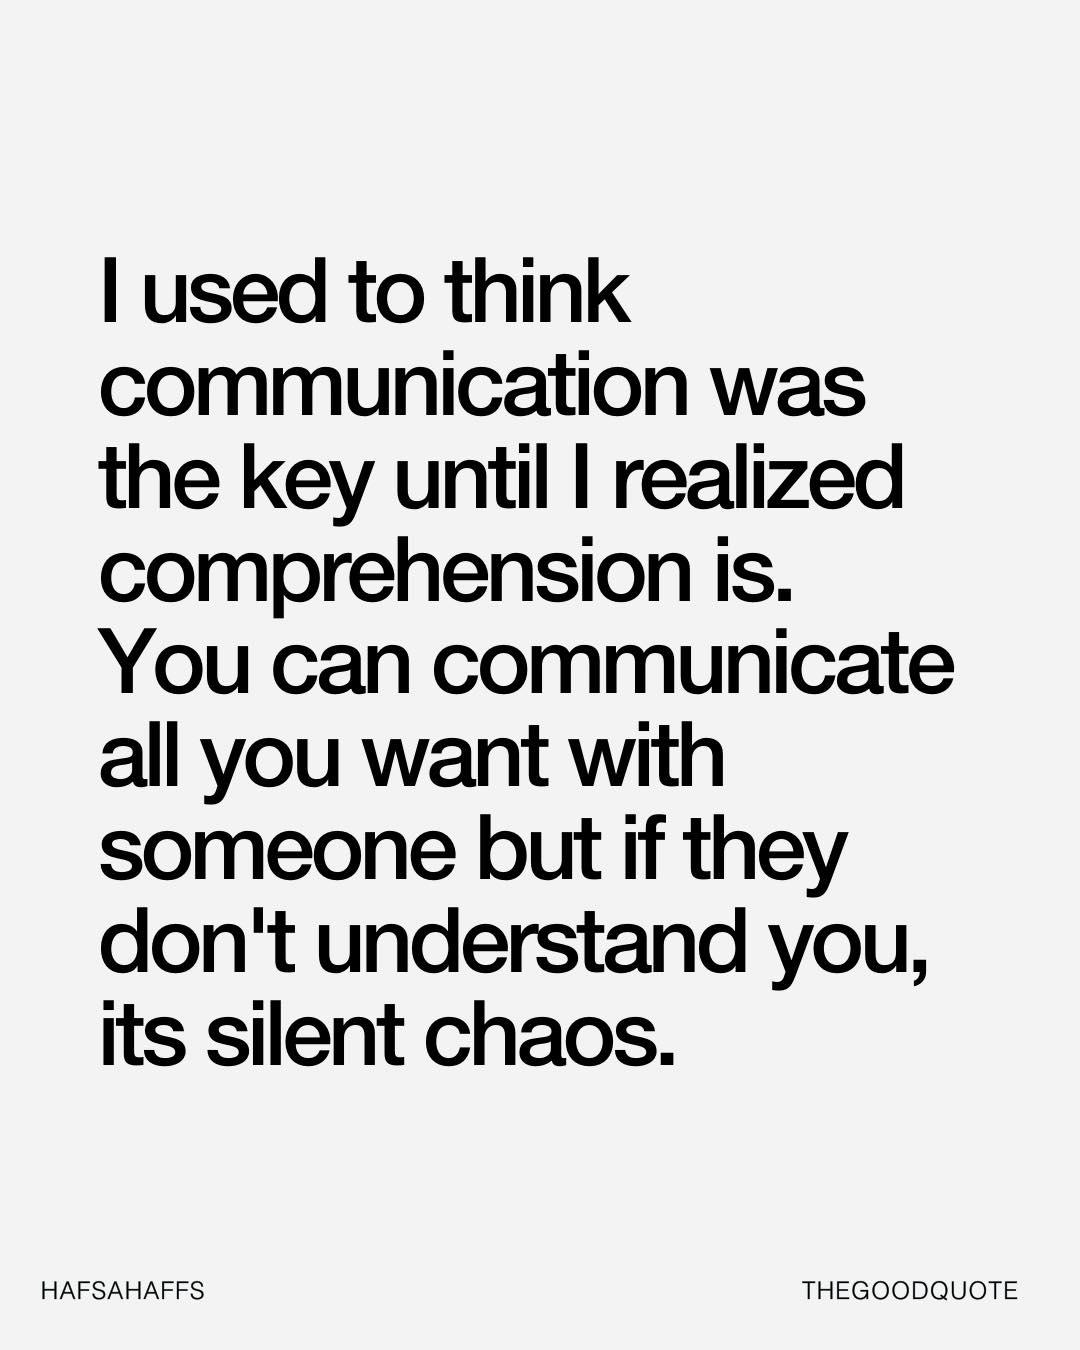 I used to think
communication was
the key until I realized
comprehension is.
You can communicate
all you want with
someone but if they
don't understand you,
its silent chaos.
HAFSAHAFFS
THEGOODQUOTE